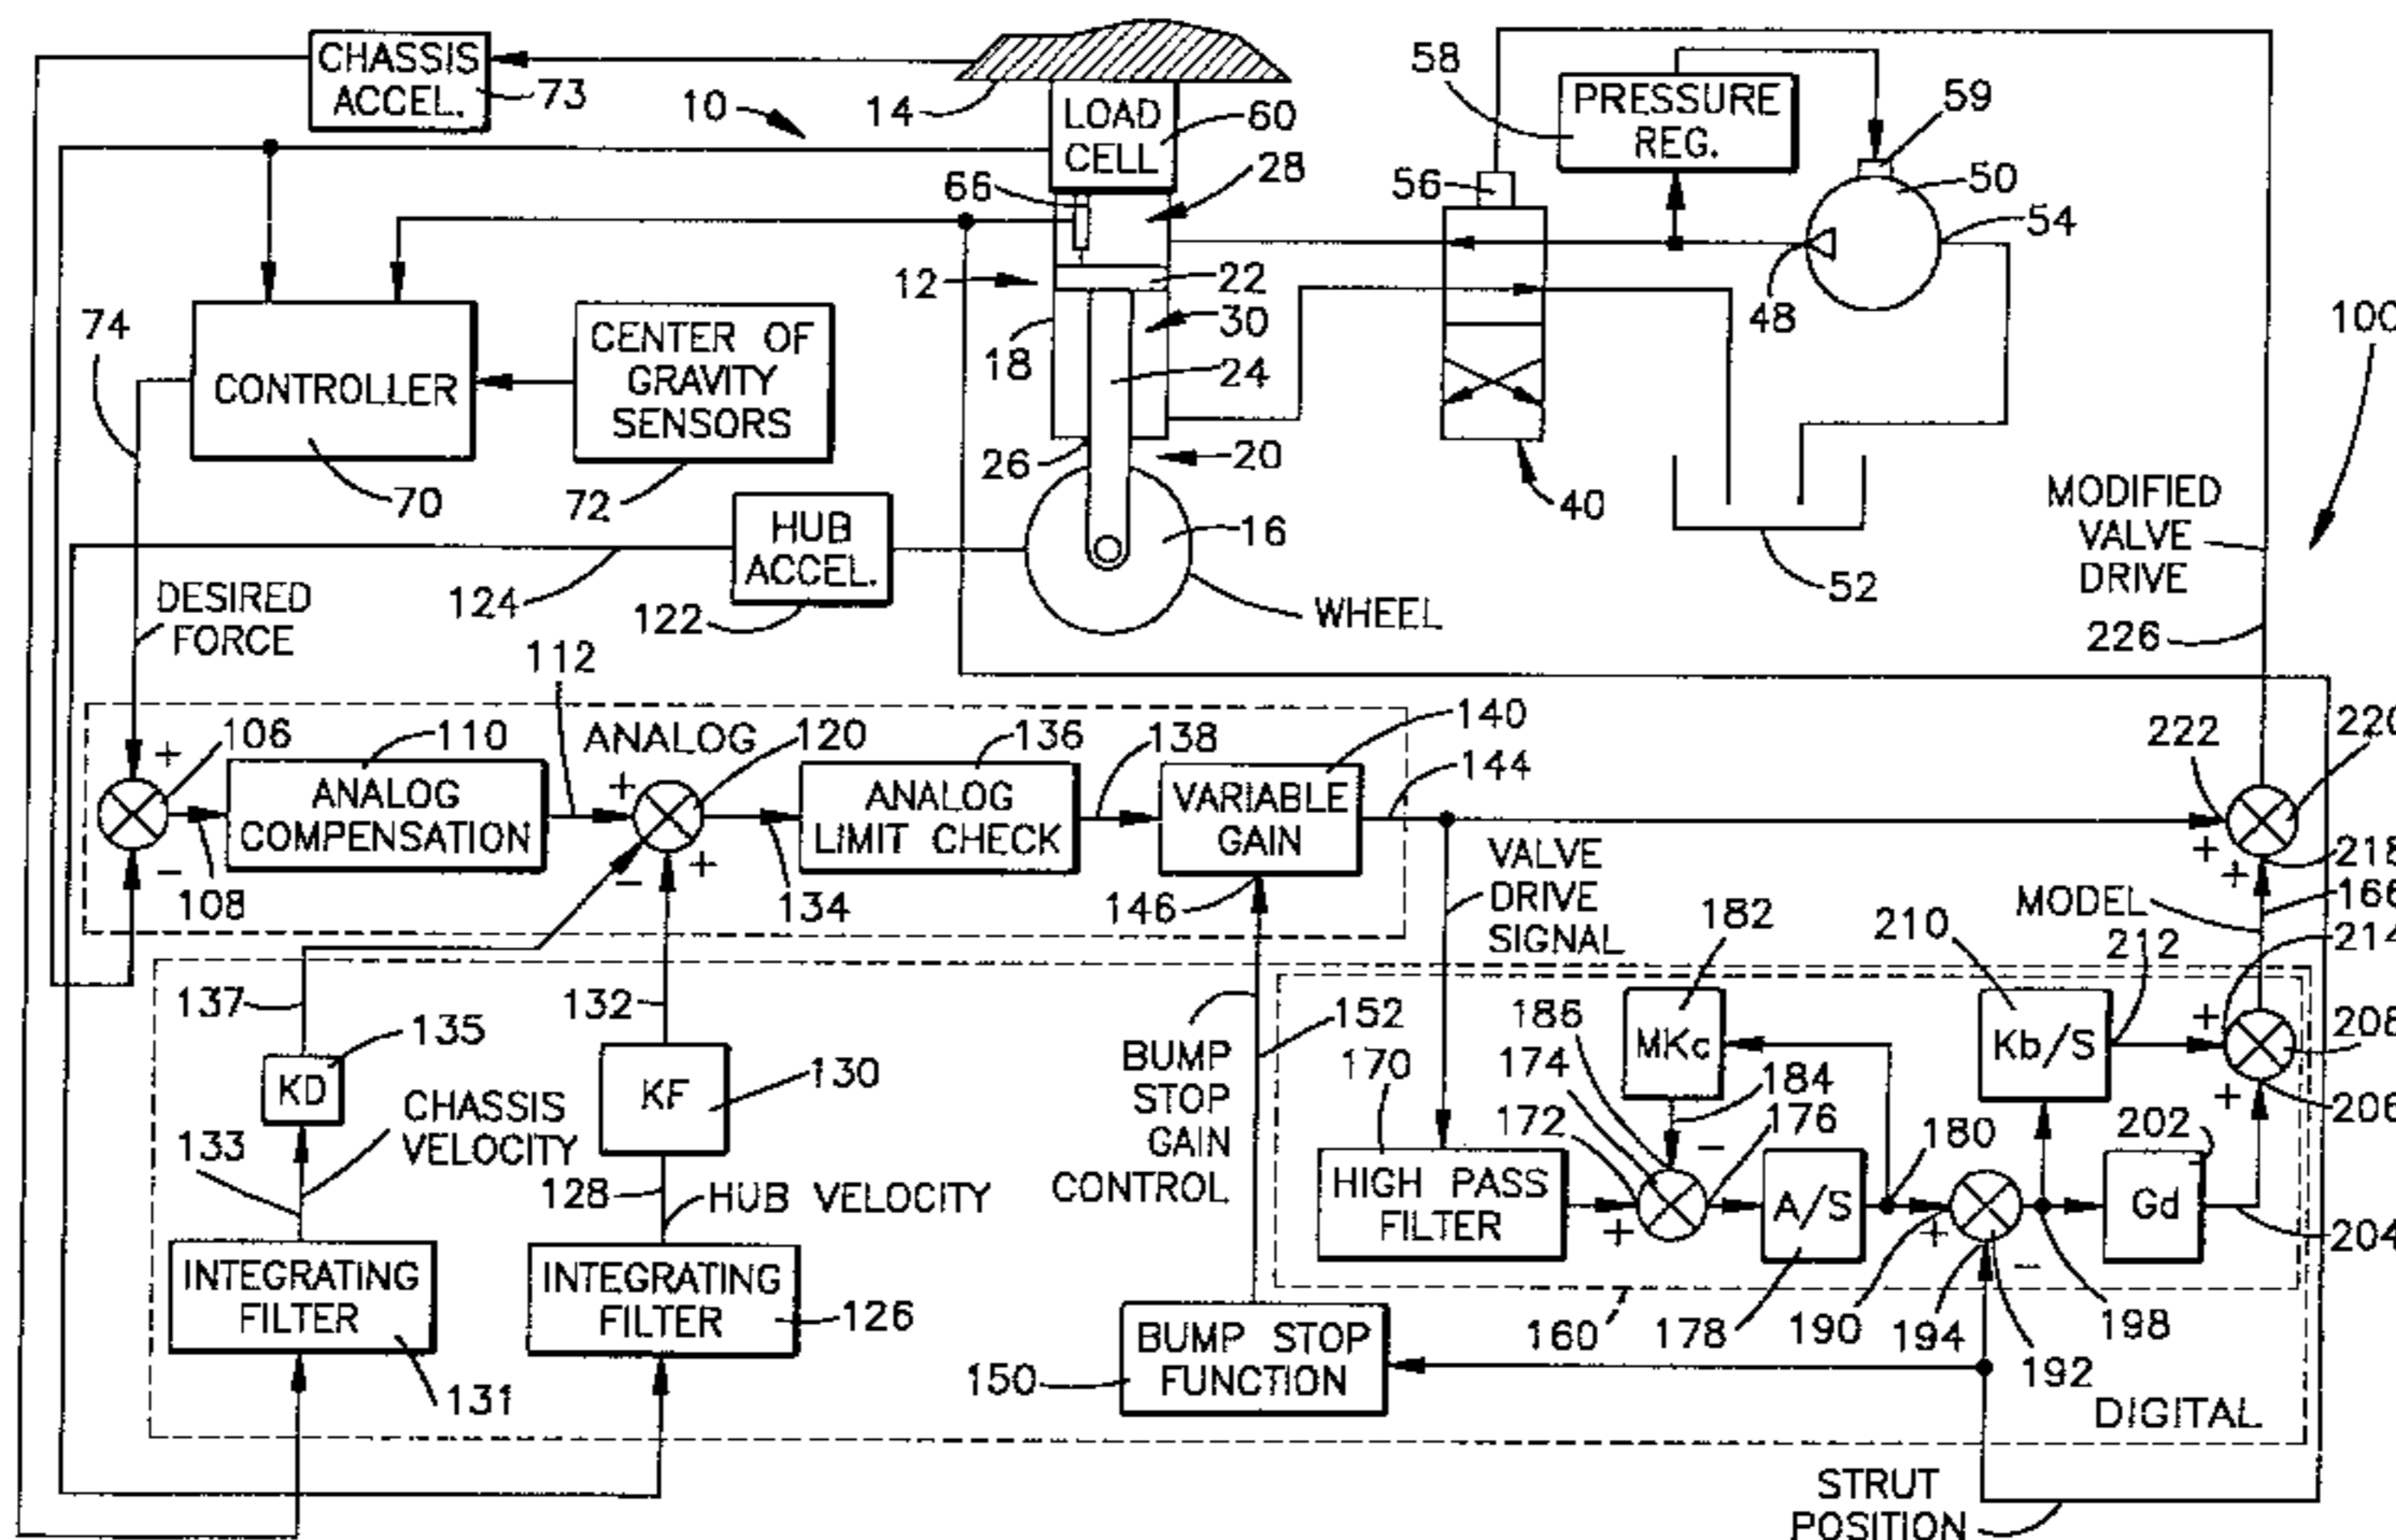 CHASSIS
ACCEL.
73
10
14
LOAD
CELL
60
58
PRESSURE
REG.
59
66
28
56
50
54
12
22
48
100
74
CONTROLLER
CENTER OF
GRAVITY
SENSORS
18
30
24
70
72
26
20
40
52
HUB
ACCEL.
16
WHEEL
124
122
MODIFIED
VALVE
DRIVE
226
DESIRED
FORCE
112
106
+
-
108
110
ANALOG
COMPENSATION
ANALOG
120
+
-
+
134
136
ANALOG
LIMIT CHECK
138
140
VARIABLE
GAIN
144
146
VALVE
DRIVE
SIGNAL
222
220
+
+
218
166
MODEL
214
137
135
KD
CHASSIS
VELOCITY
133
INTEGRATING
FILTER
131
132
KF
130
128
HUB VELOCITY
INTEGRATING
FILTER
126
BUMP
STOP
GAIN
CONTROL
152
182
MKc
186
174
184
170
172
176
HIGH PASS
FILTER
+
-
A/S
180
210
212
Kb/S
+
208
+
206
202
Gd
204
+
-
160
178
190
194
198
192
150
BUMP STOP
FUNCTION
DIGITAL
STRUT
POSITION